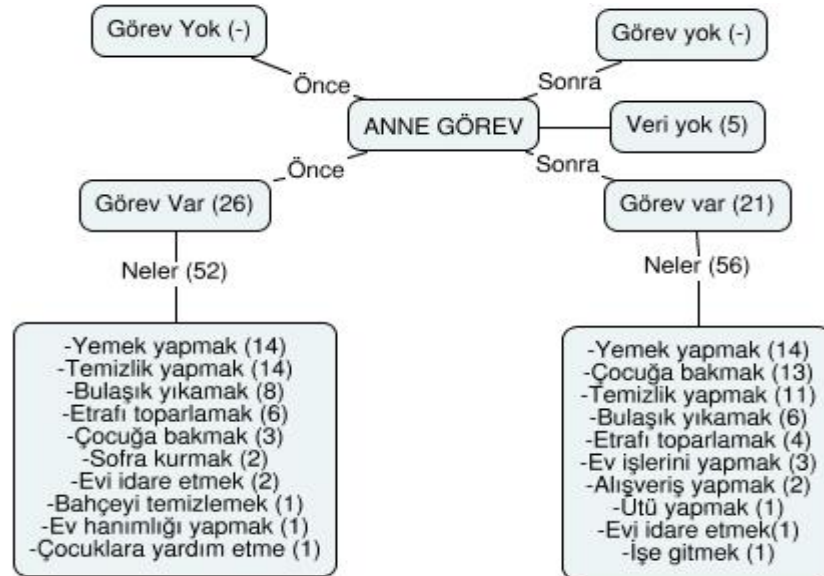 Görev Yok (-)
Görev yok (-)
Önce
Sonra
ANNE GÖREV
Veri yok (5)
Önce
Sonra
Görev Var (26)
Görev var (21)
Neler (52)
Neler (56)
-Yemek yapmak (14)
-Temizlik yapmak (14)
-Bulaşık yıkamak (8)
-Etrafı toparlamak (6)
-Çocuğa bakmak (3)
-Sofra kurmak (2)
-Evi idare etmek (2)
-Bahçeyi temizlemek (1)
-Ev hanımlığı yapmak (1)
-Çocuklara yardım etme (1)
-Yemek yapmak (14)
-Çocuğa bakmak (13)
-Temizlik yapmak (11)
-Bulaşık yıkamak (6)
-Etrafı toparlamak (4)
-Ev işlerini yapmak (3)
-Alışveriş yapmak (2)
-Ütü yapmak (1)
-Evi idare etmek(1)
-İşe gitmek (1)